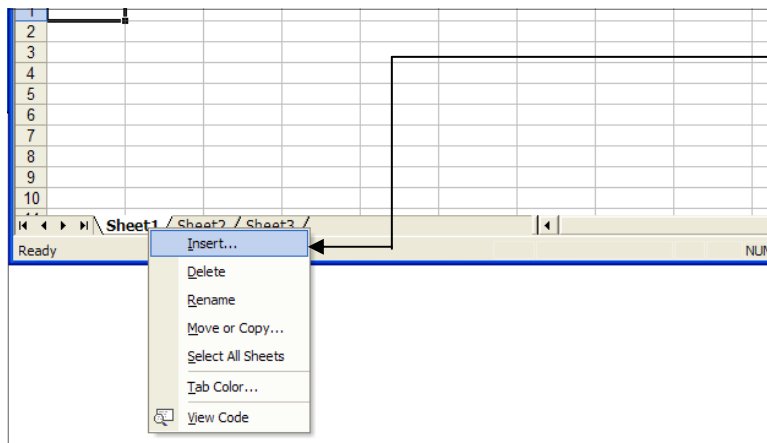 1
2
3
4
5
6
7
8
9
10
Sheet1 Sheet2 Sheet3
Ready
Insert...
Delete
Rename
Move or Copy...
Select All Sheets
Tab Color...
View Code